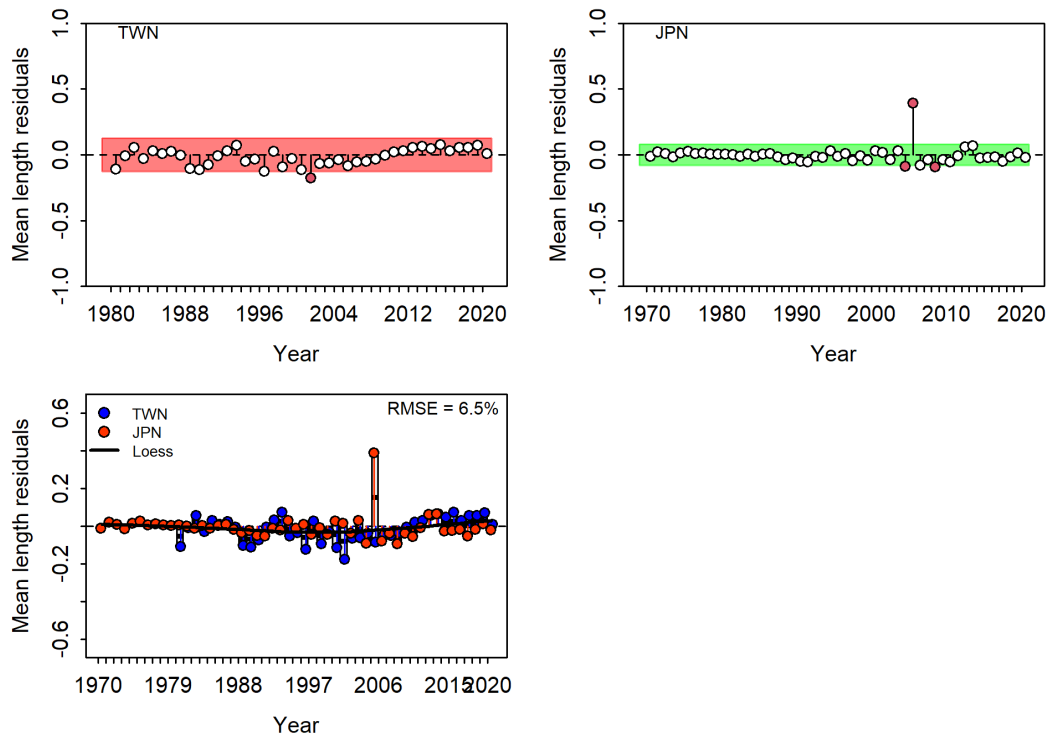 TWN
Mean length residuals
1.0
0.5
0.0
-0.5
-1.0
1980 1988 1996 2004 2012 2020
Year
JPN
Mean length residuals
1.0
0.5
0.0
-0.5
-1.0
1970 1980 1990 2000 2010 2020
Year
TWN
JPN
Loess
RMSE = 6.5%
Mean length residuals
0.6
0.2
-0.2
-0.6
1970 1979 1988 1997 2006 2015 2020
Year